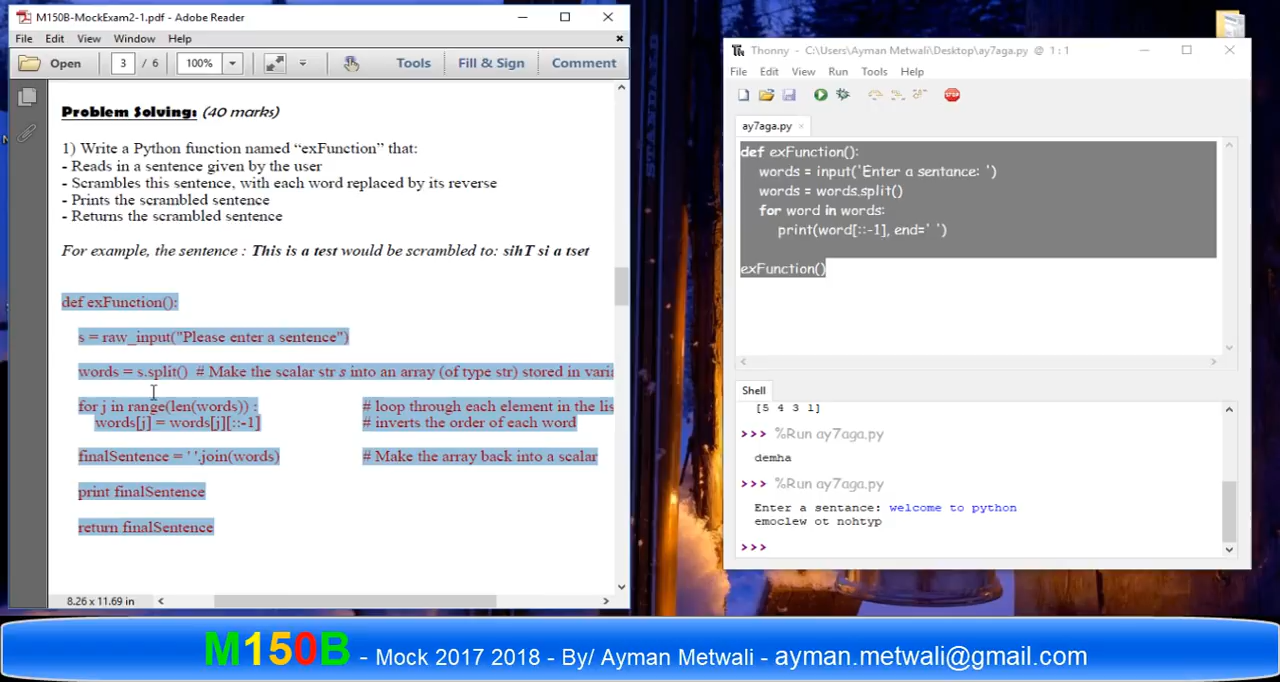 M150B-MockExam2-1.pdf - Adobe Reader
File Edit View Window Help
Open 3 / 6 100% Tools Fill & Sign Comment
Problem Solving: (40 marks)
1) Write a Python function named “exFunction” that:
- Reads in a sentence given by the user
- Scrambles this sentence, with each word replaced by its reverse
- Prints the scrambled sentence
- Returns the scrambled sentence
For example, the sentence : This is a test would be scrambled to: sihT si a tset
def exFunction():
s = raw_input("Please enter a sentence")
words = s.split() # Make the scalar str s into an array (of type str) stored in varia
for j in range(len(words)) : # loop through each element in the lis
words[j] = words[j][::-1] # inverts the order of each word
finalSentence = ' '.join(words) # Make the array back into a scalar
print finalSentence
return finalSentence
8.26 x 11.69 in
Thonny - C:\Users\Ayman Metwali\Desktop\ay7aga.py @ 1 : 1
File Edit View Run Tools Help
STOP
ay7aga.py
def exFunction():
words = input('Enter a sentance: ')
words = words.split()
for word in words:
print(word[::-1], end=' ')
exFunction()
Shell
[5 4 3 1]
>>> %Run ay7aga.py
demha
>>> %Run ay7aga.py
Enter a sentance: welcome to python
emoclew ot nohtyp
>>>
M150B - Mock 2017 2018 - By/ Ayman Metwali - ayman.metwali@gmail.com